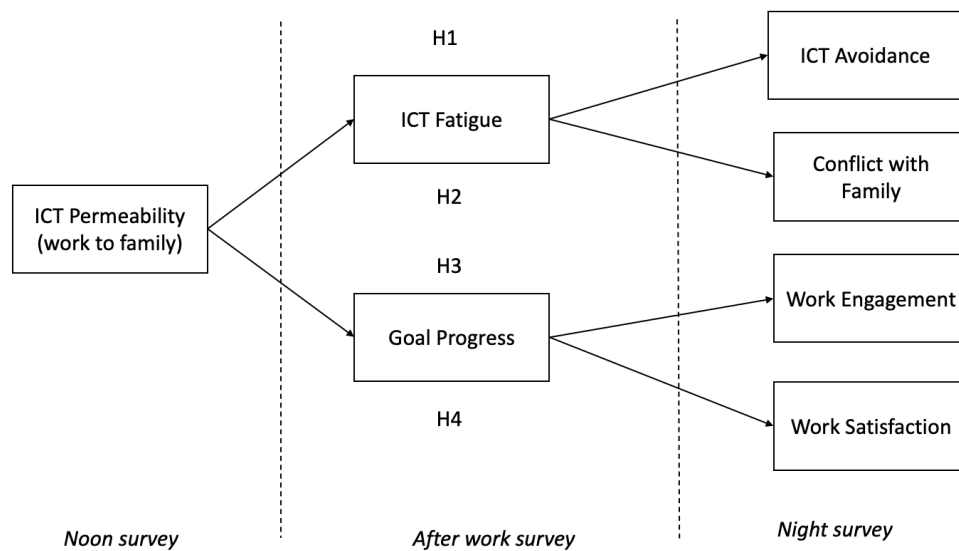 H1
ICT Avoidance
ICT Fatigue
Conflict with
Family
ICT Permeability
(work to family)
H2
H3
Work Engagement
Goal Progress
H4
Work Satisfaction
Noon survey
After work survey
Night survey